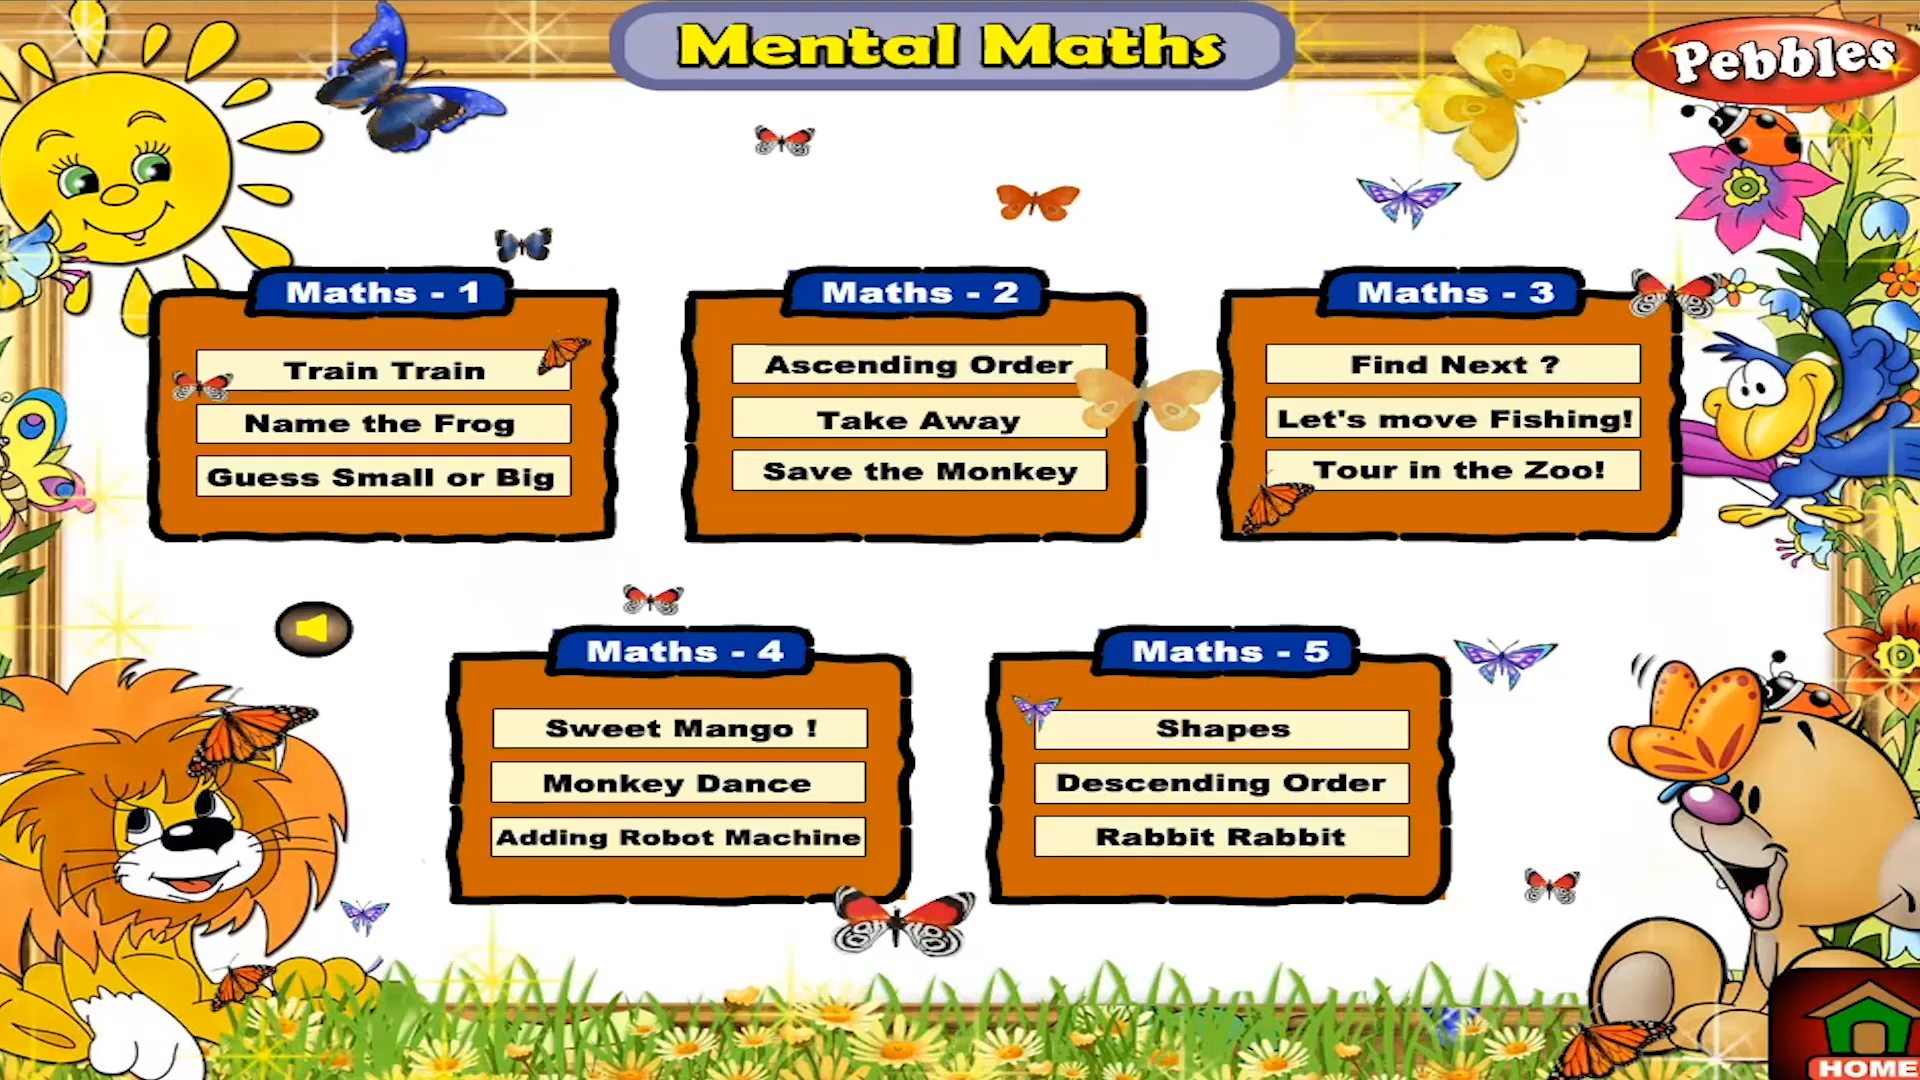 Mental Maths
Pebbles
TM
Maths - 1
Train Train
Name the Frog
Guess Small or Big
Maths - 2
Ascending Order
Take Away
Save the Monkey
Maths - 3
Find Next ?
Let's move Fishing!
Tour in the Zoo!
Maths - 4
Sweet Mango !
Monkey Dance
Adding Robot Machine
Maths - 5
Shapes
Descending Order
Rabbit Rabbit
HOME